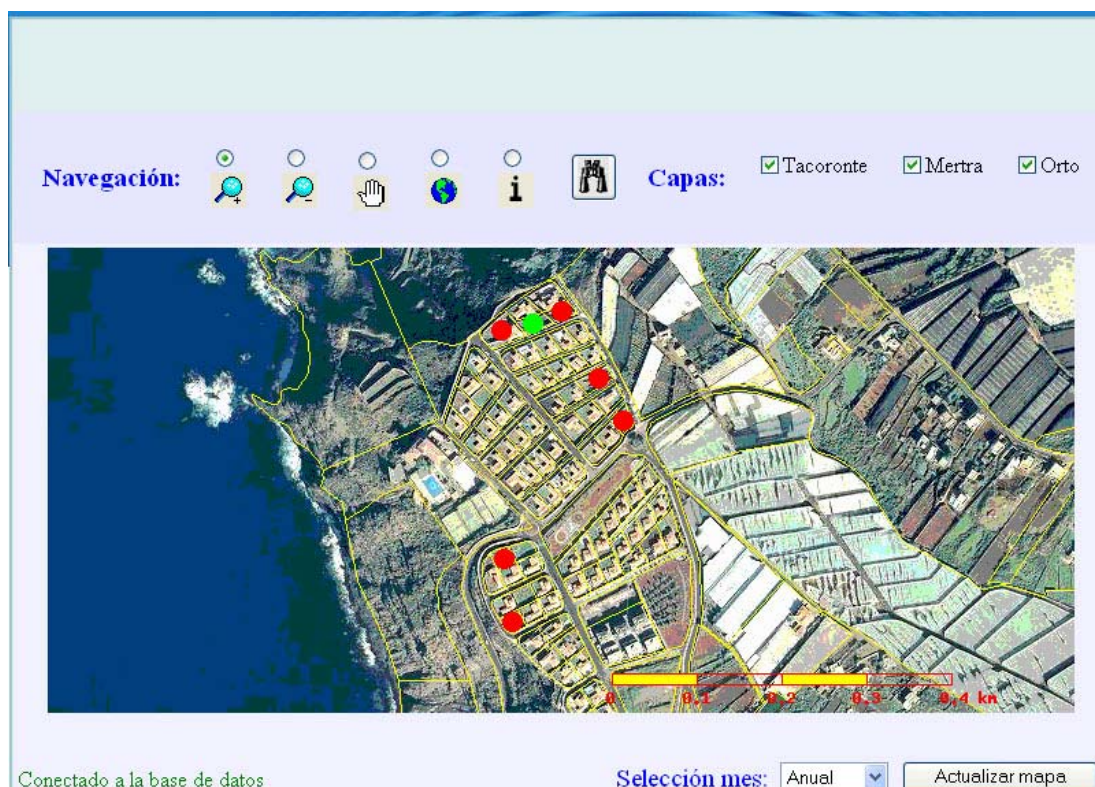 Navegación:
Capas:
Tacoronte
Mertra
Orto
0 0.1 0.2 0.3 0.4 km
Conectado a la base de datos
Selección mes:
Anual
Actualizar mapa